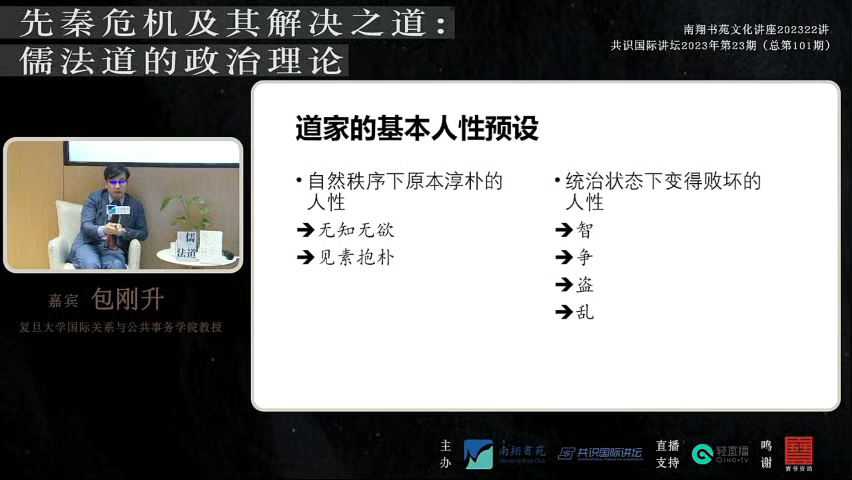 先秦危机及其解决之道：
儒法道的政治理论
南翔书苑文化讲座202322讲
共识国际讲坛2023年第23期（总第101期）
道家的基本人性预设
• 自然秩序下原本淳朴的
人性
➔无知无欲
➔见素抱朴
• 统治状态下变得败坏的
人性
➔智
➔争
➔盗
➔乱
儒
法道
嘉宾 包刚升
复旦大学国际关系与公共事务学院教授
主办
南翔書苑
共识国际讲坛
直播支持
轻直播
Qing·tv
鸣谢